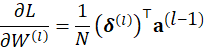 ∂L/∂W⁽ˡ⁾ = 1/N (𝜹⁽ˡ⁾)ᵀ 𝐚⁽ˡ⁻¹⁾